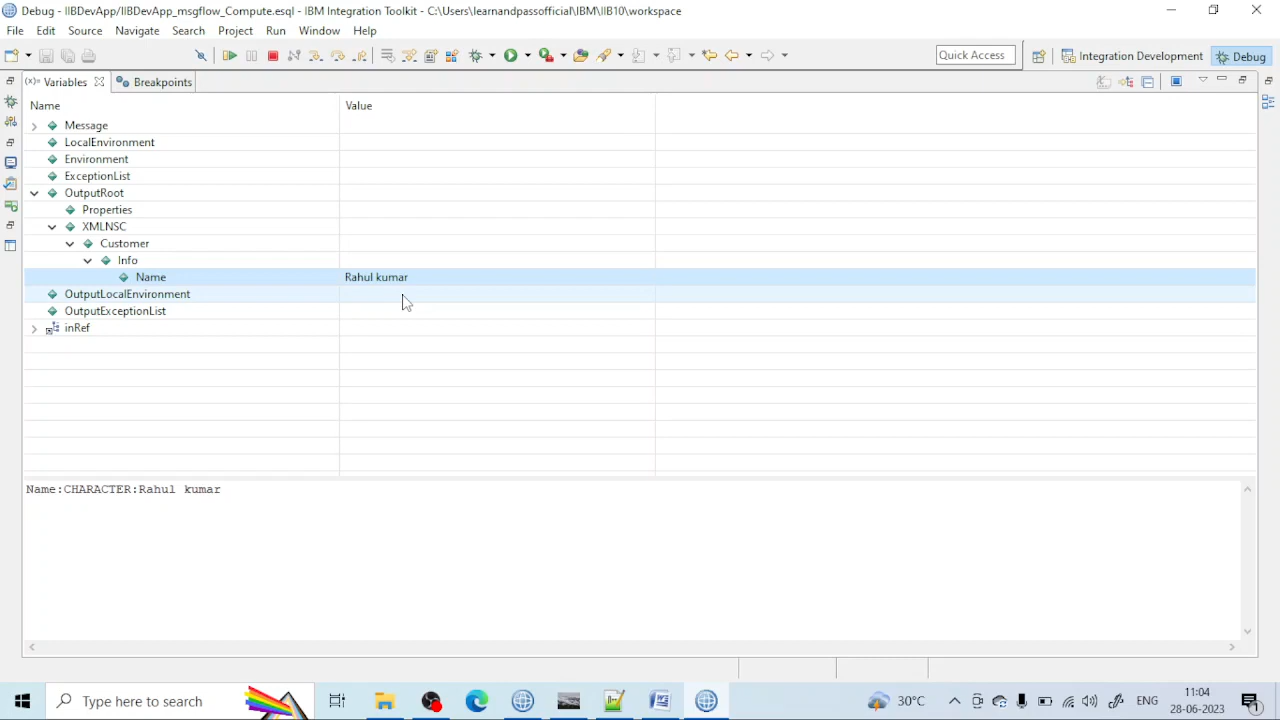 Debug - IIBDevApp/IIBDevApp_msgflow_Compute.esql - IBM Integration Toolkit - C:\Users\learnandpassofficial\IBM\IIB10\workspace
File Edit Source Navigate Search Project Run Window Help
Quick Access
Integration Development
Debug
(x)= Variables
Breakpoints
Name Value
Message
LocalEnvironment
Environment
ExceptionList
OutputRoot
Properties
XMLNSC
Customer
Info
Name Rahul kumar
OutputLocalEnvironment
OutputExceptionList
inRef
Name:CHARACTER:Rahul kumar
Type here to search
30°C
ENG
11:04
28-06-2023
1